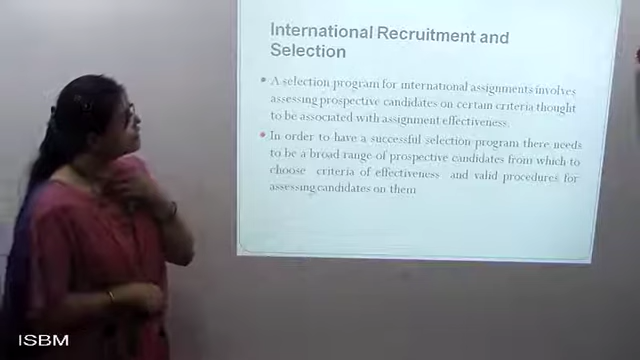 International Recruitment and
Selection
• A selection program for international assignments involves
assessing prospective candidates on certain criteria thought
to be associated with assignment effectiveness.
• In order to have a successful selection program there needs
to be a broad range of prospective candidates from which to
choose criteria of effectiveness and valid procedures for
assessing candidates on them
ISBM